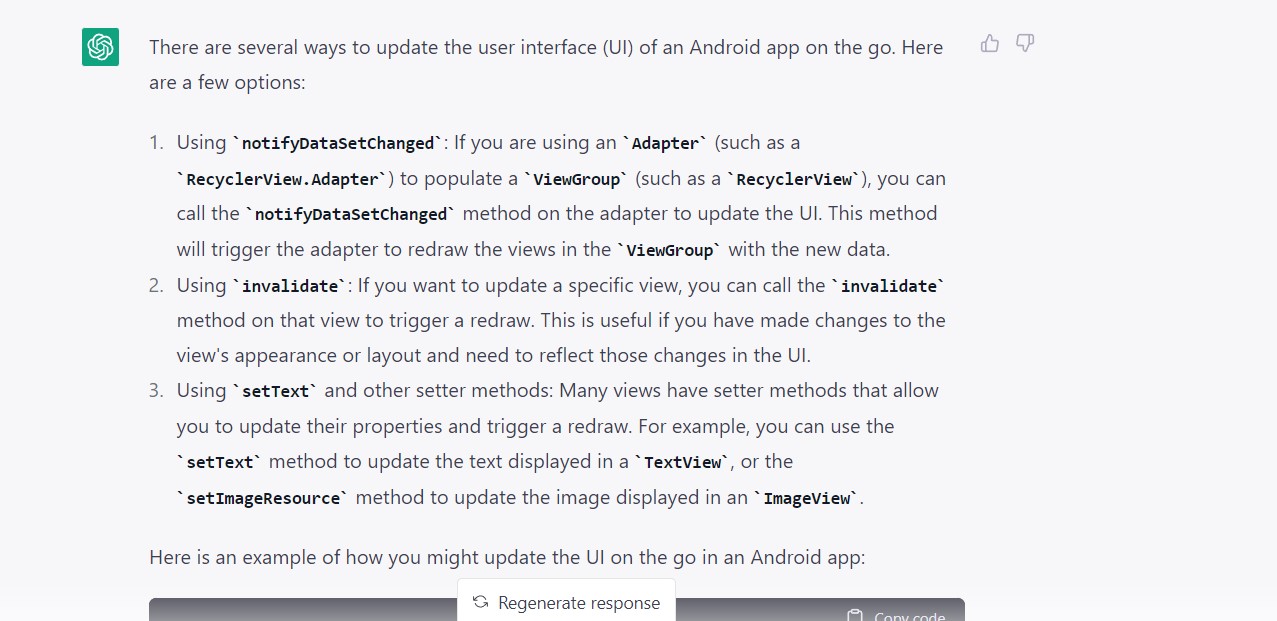 There are several ways to update the user interface (UI) of an Android app on the go. Here
are a few options:
1. Using `notifyDataSetChanged`: If you are using an `Adapter` (such as a
`RecyclerView.Adapter`) to populate a `ViewGroup` (such as a `RecyclerView`), you can
call the `notifyDataSetChanged` method on the adapter to update the UI. This method
will trigger the adapter to redraw the views in the `ViewGroup` with the new data.
2. Using `invalidate`: If you want to update a specific view, you can call the `invalidate`
method on that view to trigger a redraw. This is useful if you have made changes to the
view's appearance or layout and need to reflect those changes in the UI.
3. Using `setText` and other setter methods: Many views have setter methods that allow
you to update their properties and trigger a redraw. For example, you can use the
`setText` method to update the text displayed in a `TextView`, or the
`setImageResource` method to update the image displayed in an `ImageView`.
Here is an example of how you might update the UI on the go in an Android app:
Regenerate response
Copy code